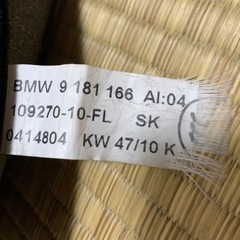 BMW 9 181 166 AI:04
109270-10-FL SK
0414804 KW 47/10 K